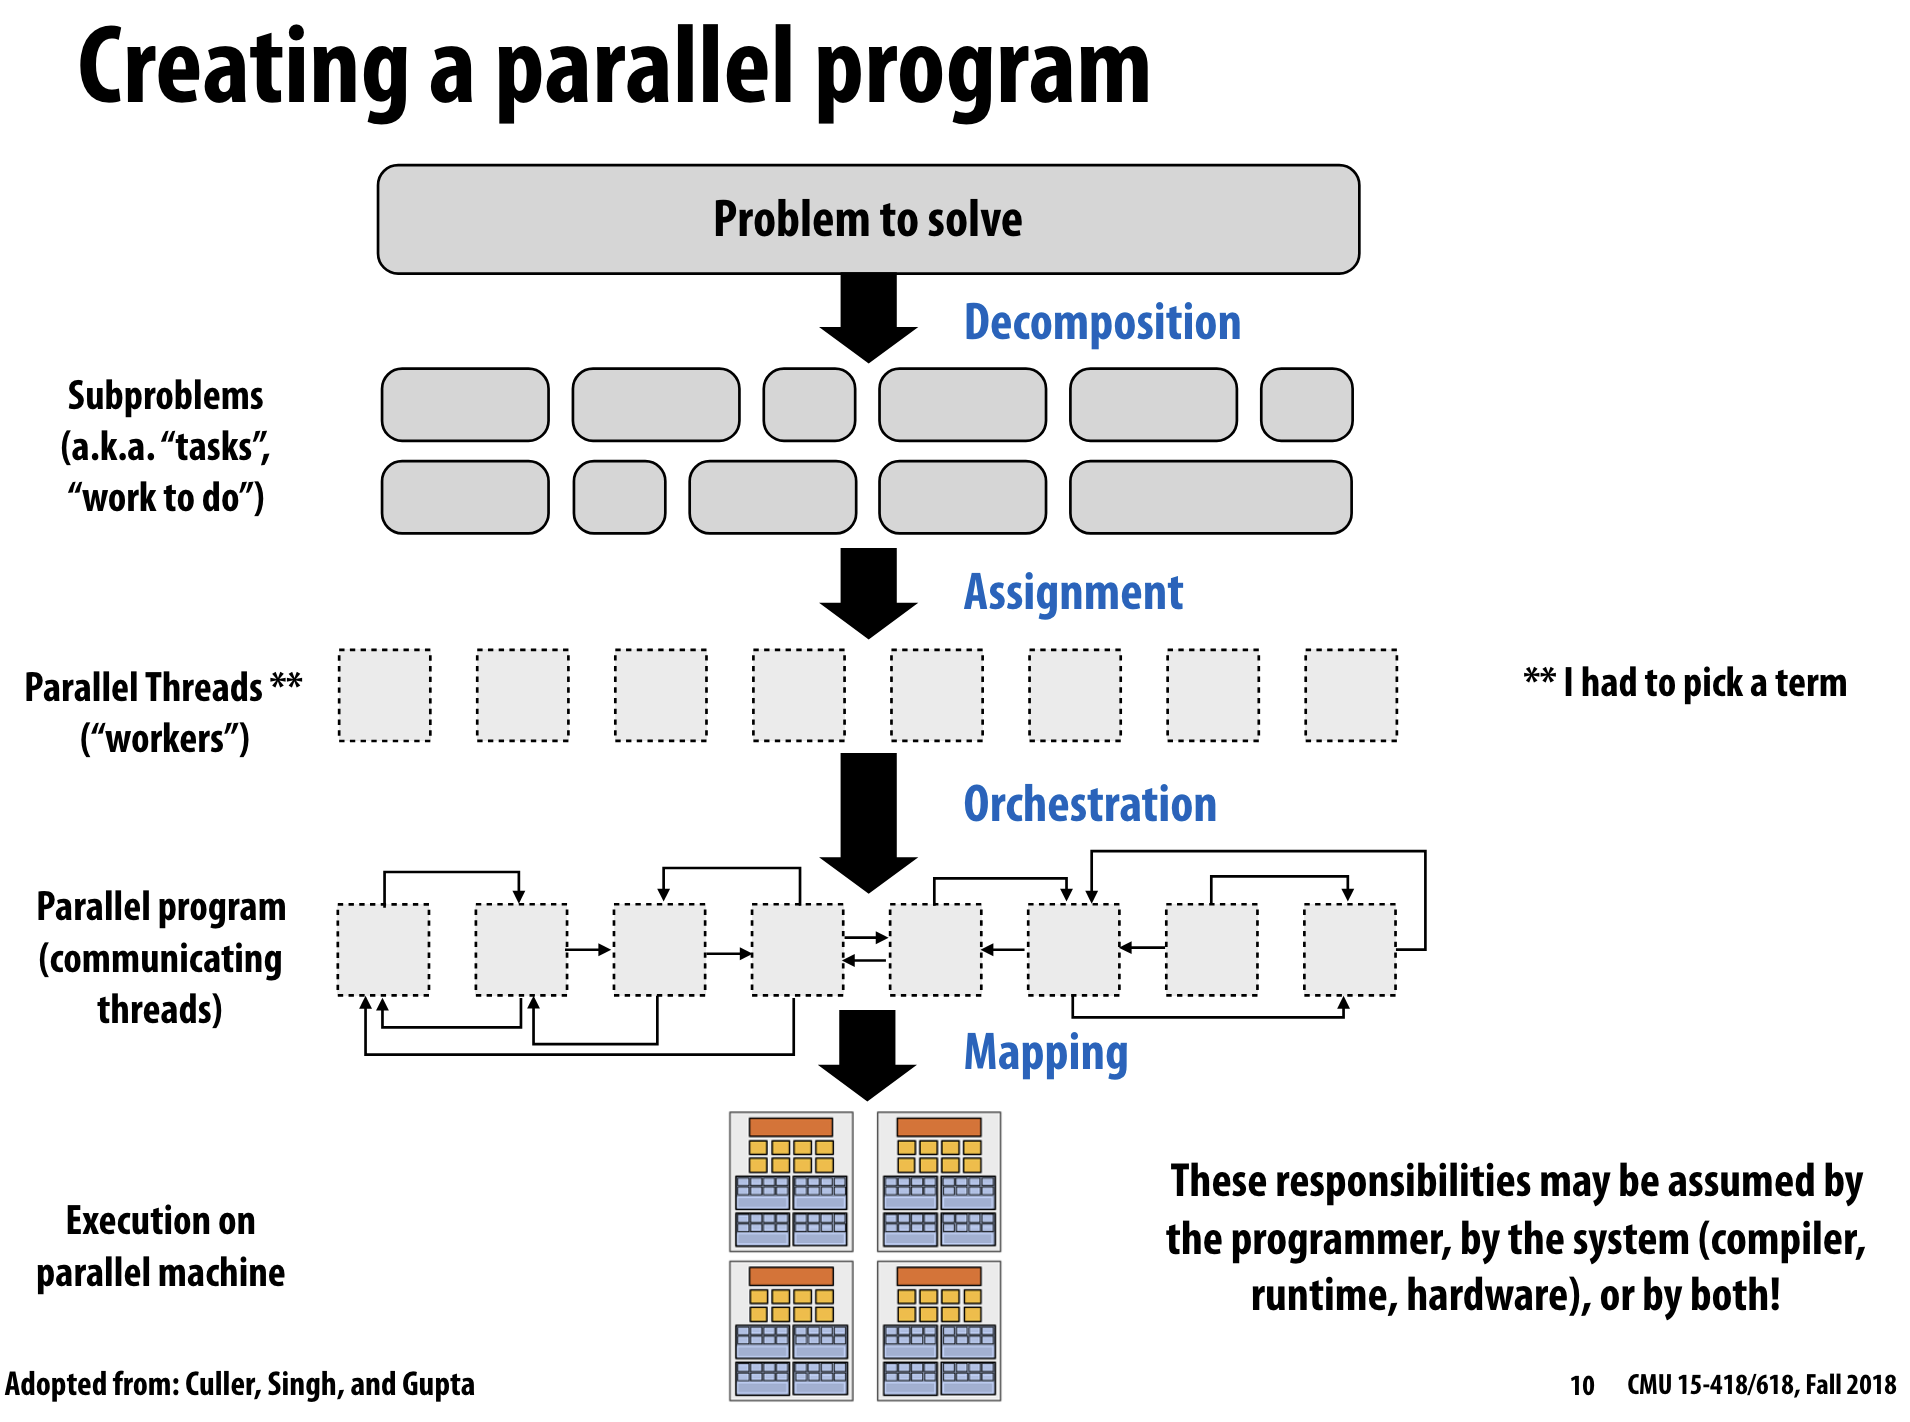 Creating a parallel program
Problem to solve
Decomposition
Subproblems
(a.k.a. “tasks”,
“work to do”)
Assignment
Parallel Threads **
(“workers”)
** I had to pick a term
Orchestration
Parallel program
(communicating
threads)
Mapping
Execution on
parallel machine
These responsibilities may be assumed by
the programmer, by the system (compiler,
runtime, hardware), or by both!
Adopted from: Culler, Singh, and Gupta
10 CMU 15-418/618, Fall 2018